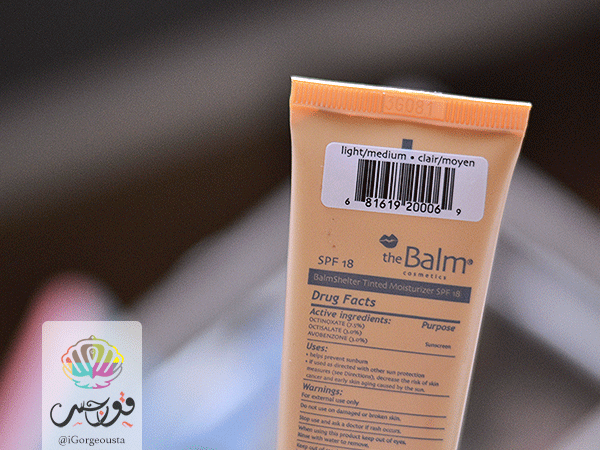 3G081
light/medium • clair/moyen
6 81619 20006 9
the Balm®
cosmetics
SPF 18
BalmShelter Tinted Moisturizer SPF 18
Drug Facts
Active ingredients: Purpose
OCTINOXATE (7.5%)
OCTISALATE (5.0%) Sunscreen
AVOBENZONE (3.0%)
Uses:
• helps prevent sunburn
• if used as directed with other sun protection
measures (see Directions), decrease the risk of skin
cancer and early skin aging caused by the sun.
Warnings:
For external use only
Do not use on damaged or broken skin.
Stop use and ask a doctor if rash occurs.
When using this product keep out of eyes.
Rinse with water to remove.
Keep out of
@iGorgeousta